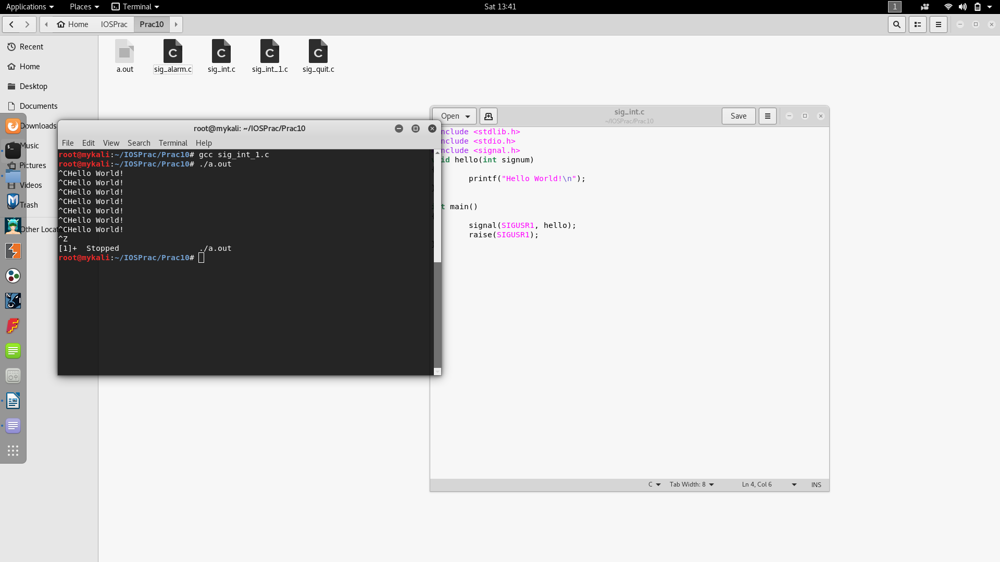 Applications Places Terminal Sat 13:41 1
Home IOSPrac Prac10
Recent
Home
Desktop
Documents
Downloads
Music
Pictures
Videos
Trash
Other Locat
a.out sig_alarm.c sig_int.c sig_int_1.c sig_quit.c
root@mykali: ~/IOSPrac/Prac10
File Edit View Search Terminal Help
root@mykali:~/IOSPrac/Prac10# gcc sig_int_1.c
root@mykali:~/IOSPrac/Prac10# ./a.out
^CHello World!
^CHello World!
^CHello World!
^CHello World!
^CHello World!
^CHello World!
^CHello World!
^Z
[1]+  Stopped                 ./a.out
root@mykali:~/IOSPrac/Prac10#
Open sig_int.c Save
~/IOSPrac/Prac10
nclude <stdlib.h>
nclude <stdio.h>
nclude <signal.h>
id hello(int signum)
printf("Hello World!\n");
}
t main()
{
signal(SIGUSR1, hello);
raise(SIGUSR1);
}
C Tab Width: 8 Ln 4, Col 6 INS